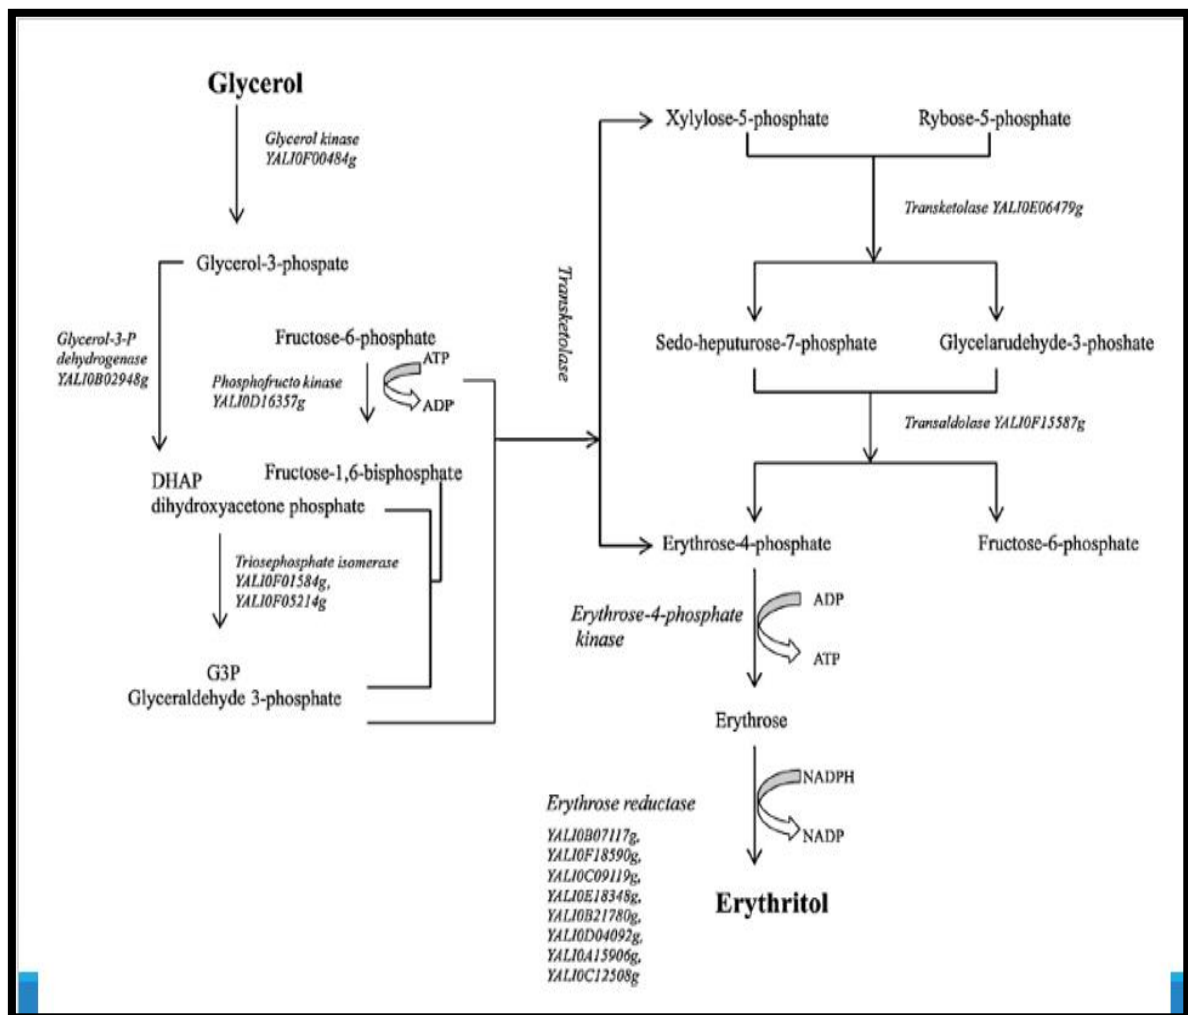 Glycerol
Glycerol kinase
YALI0F00484g
Glycerol-3-phospate
Glycerol-3-P
dehydrogenase
YALI0B02948g
Fructose-6-phosphate
ATP
Phosphofructo kinase
YALI0D16357g
ADP
Fructose-1,6-bisphosphate
DHAP
dihydroxyacetone phosphate
Triosephosphate isomerase
YALI0F01584g,
YALI0F05214g
G3P
Glyceraldehyde 3-phosphate
Transketolase
Xylylose-5-phosphate
Rybose-5-phosphate
Transketolase YALI0E06479g
Sedo-heputurose-7-phosphate
Glycelarudehyde-3-phoshate
Transaldolase YALI0F15587g
Erythrose-4-phosphate
Fructose-6-phosphate
Erythrose-4-phosphate
kinase
ADP
ATP
Erythrose
NADPH
NADP
Erythrose reductase
YALI0B07117g,
YALI0F18590g,
YALI0C09119g,
YALI0E18348g,
YALI0B21780g,
YALI0D04092g,
YALI0A15906g,
YALI0C12508g
Erythritol